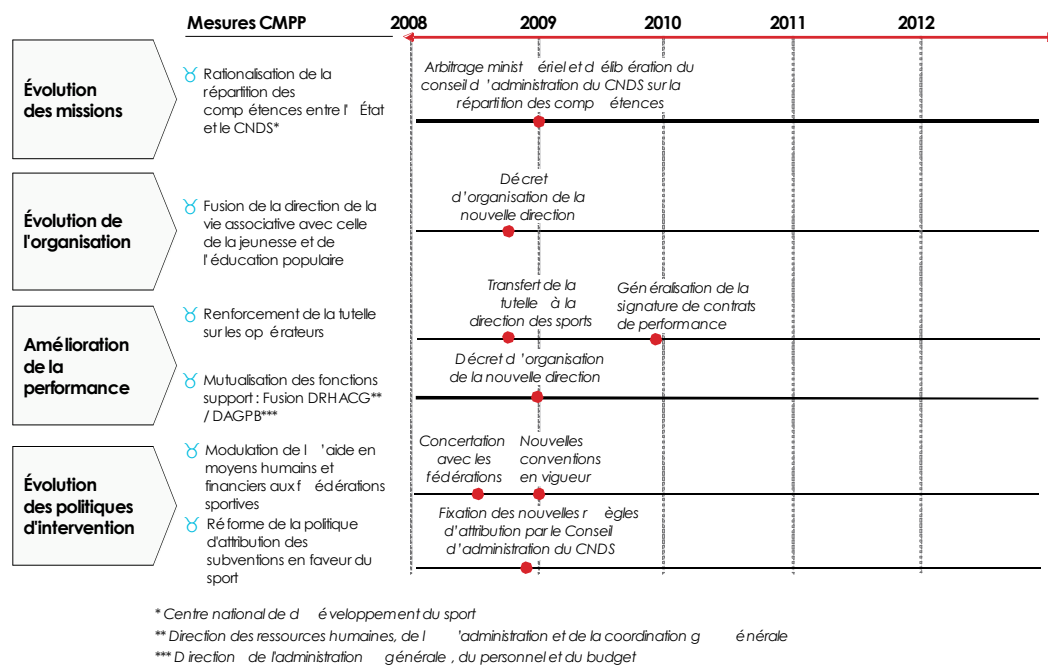 Mesures CMPP 2008 2009 2010 2011 2012
Évolution
des missions
Rationalisation de la
répartition des
compétences entre l'État
et le CNDS*
Arbitrage ministériel et délibération du
conseil d'administration du CNDS sur la
répartition des compétences
Évolution de
l'organisation
Fusion de la direction de la
vie associative avec celle
de la jeunesse et de
l'éducation populaire
Décret
d'organisation de la
nouvelle direction
Amélioration
de la
performance
Renforcement de la tutelle
sur les opérateurs
Transfert de la
tutelle à la
direction des sports
Généralisation de la
signature de contrats
de performance
Mutualisation des fonctions
support : Fusion DRHACG**
/ DAGPB***
Décret d'organisation
de la nouvelle direction
Évolution
des politiques
d'intervention
Modulation de l'aide en
moyens humains et
financiers aux fédérations
sportives
Concertation
avec les
fédérations
Nouvelles
conventions
en vigueur
Réforme de la politique
d'attribution des
subventions en faveur du
sport
Fixation des nouvelles règles
d'attribution par le Conseil
d'administration du CNDS
* Centre national de développement du sport
** Direction des ressources humaines, de l'administration et de la coordination générale
*** Direction de l'administration générale, du personnel et du budget